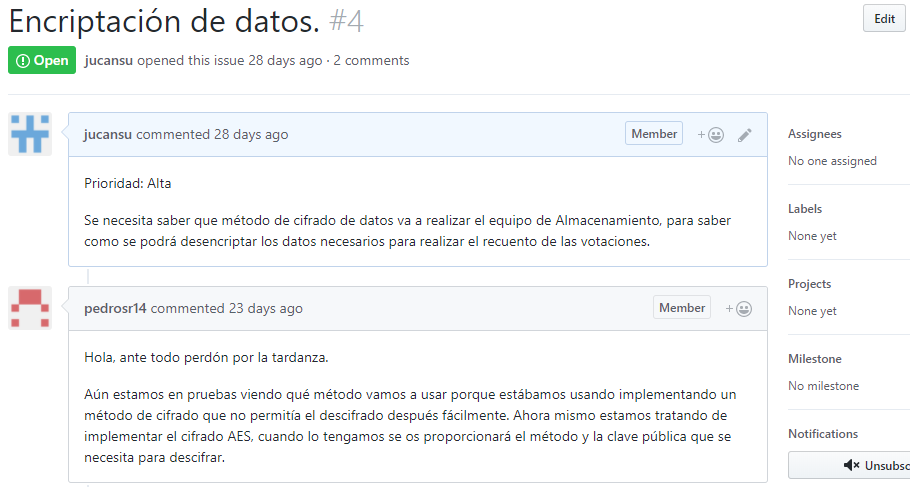 Encriptación de datos. #4
Edit
Open jucansu opened this issue 28 days ago · 2 comments
jucansu commented 28 days ago
Member
Prioridad: Alta
Se necesita saber que método de cifrado de datos va a realizar el equipo de Almacenamiento, para saber
como se podrá desencriptar los datos necesarios para realizar el recuento de las votaciones.
pedrosr14 commented 23 days ago
Member
Hola, ante todo perdón por la tardanza.
Aún estamos en pruebas viendo qué método vamos a usar porque estábamos usando implementando un
método de cifrado que no permitía el descifrado después fácilmente. Ahora mismo estamos tratando de
implementar el cifrado AES, cuando lo tengamos se os proporcionará el método y la clave pública que se
necesita para descifrar.
Assignees
No one assigned
Labels
None yet
Projects
None yet
Milestone
No milestone
Notifications
Unsubsc